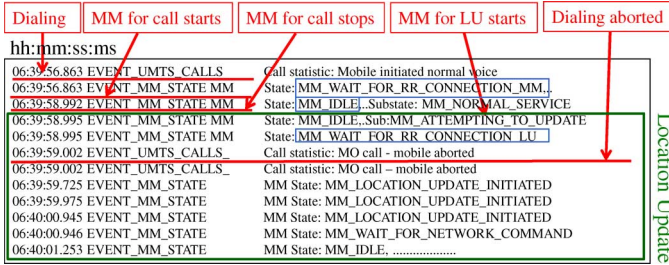 Dialing
MM for call starts
MM for call stops
MM for LU starts
Dialing aborted
hh:mm:ss:ms
06:39:56.863 EVENT_UMTS_CALLS Call statistic: Mobile initiated normal voice
06:39:56.863 EVENT_MM_STATE MM State: MM_WAIT_FOR_RR_CONNECTION_MM,..
06:39:58.992 EVENT_MM_STATE MM State: MM_IDLE,..Substate: MM_NORMAL_SERVICE
06:39:58.995 EVENT_MM_STATE MM State: MM_IDLE,..Sub:MM_ATTEMPTING_TO_UPDATE
06:39:58.995 EVENT_MM_STATE MM State: MM_WAIT_FOR_RR_CONNECTION_LU
06:39:59.002 EVENT_UMTS_CALLS_ Call statistic: MO call - mobile aborted
06:39:59.002 EVENT_UMTS_CALLS_ Call statistic: MO call – mobile aborted
06:39:59.725 EVENT_MM_STATE MM State: MM_LOCATION_UPDATE_INITIATED
06:39:59.975 EVENT_MM_STATE MM State: MM_LOCATION_UPDATE_INITIATED
06:40:00.945 EVENT_MM_STATE MM State: MM_LOCATION_UPDATE_INITIATED
06:40:00.946 EVENT_MM_STATE MM State: MM_WAIT_FOR_NETWORK_COMMAND
06:40:01.253 EVENT_MM_STATE MM State: MM_IDLE, ...................
Location Update